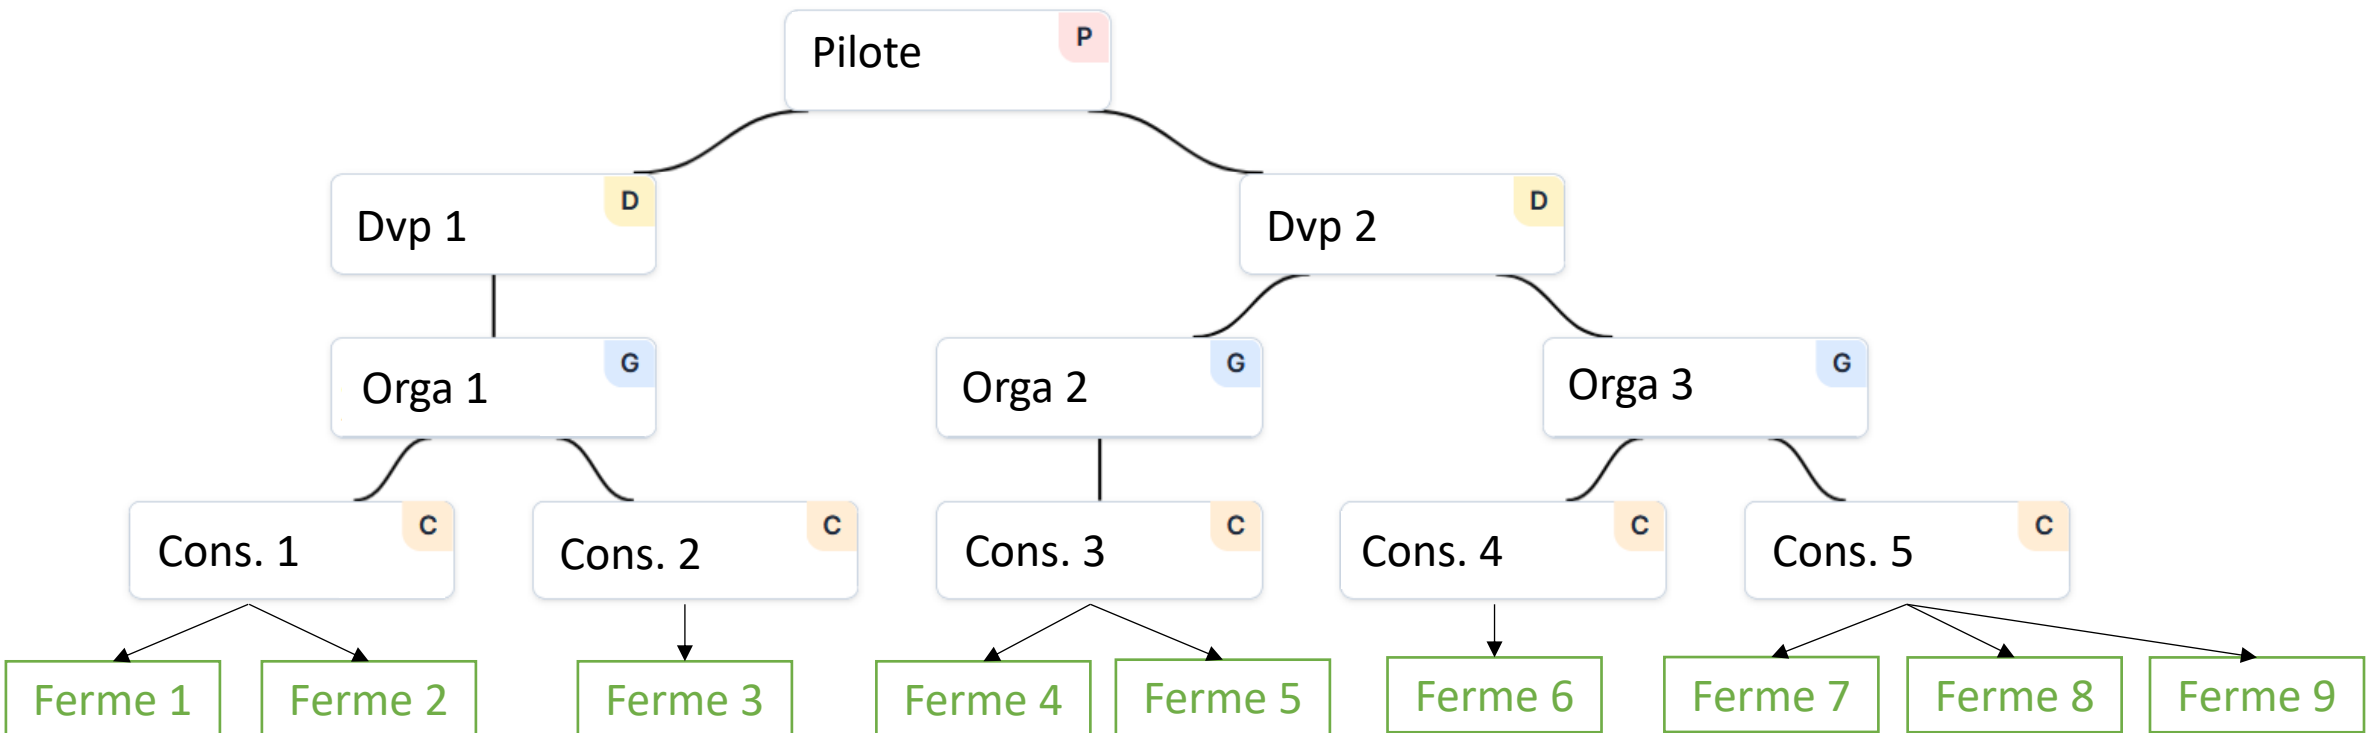 Pilote P
Dvp 1 D
Dvp 2 D
Orga 1 G
Orga 2 G
Orga 3 G
Cons. 1 C
Cons. 2 C
Cons. 3 C
Cons. 4 C
Cons. 5 C
Ferme 1
Ferme 2
Ferme 3
Ferme 4
Ferme 5
Ferme 6
Ferme 7
Ferme 8
Ferme 9